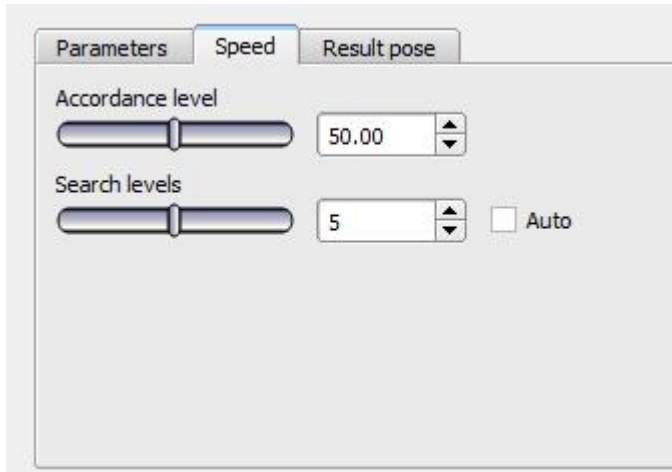 Parameters Speed Result pose
Accordance level
50.00
Search levels
5 Auto